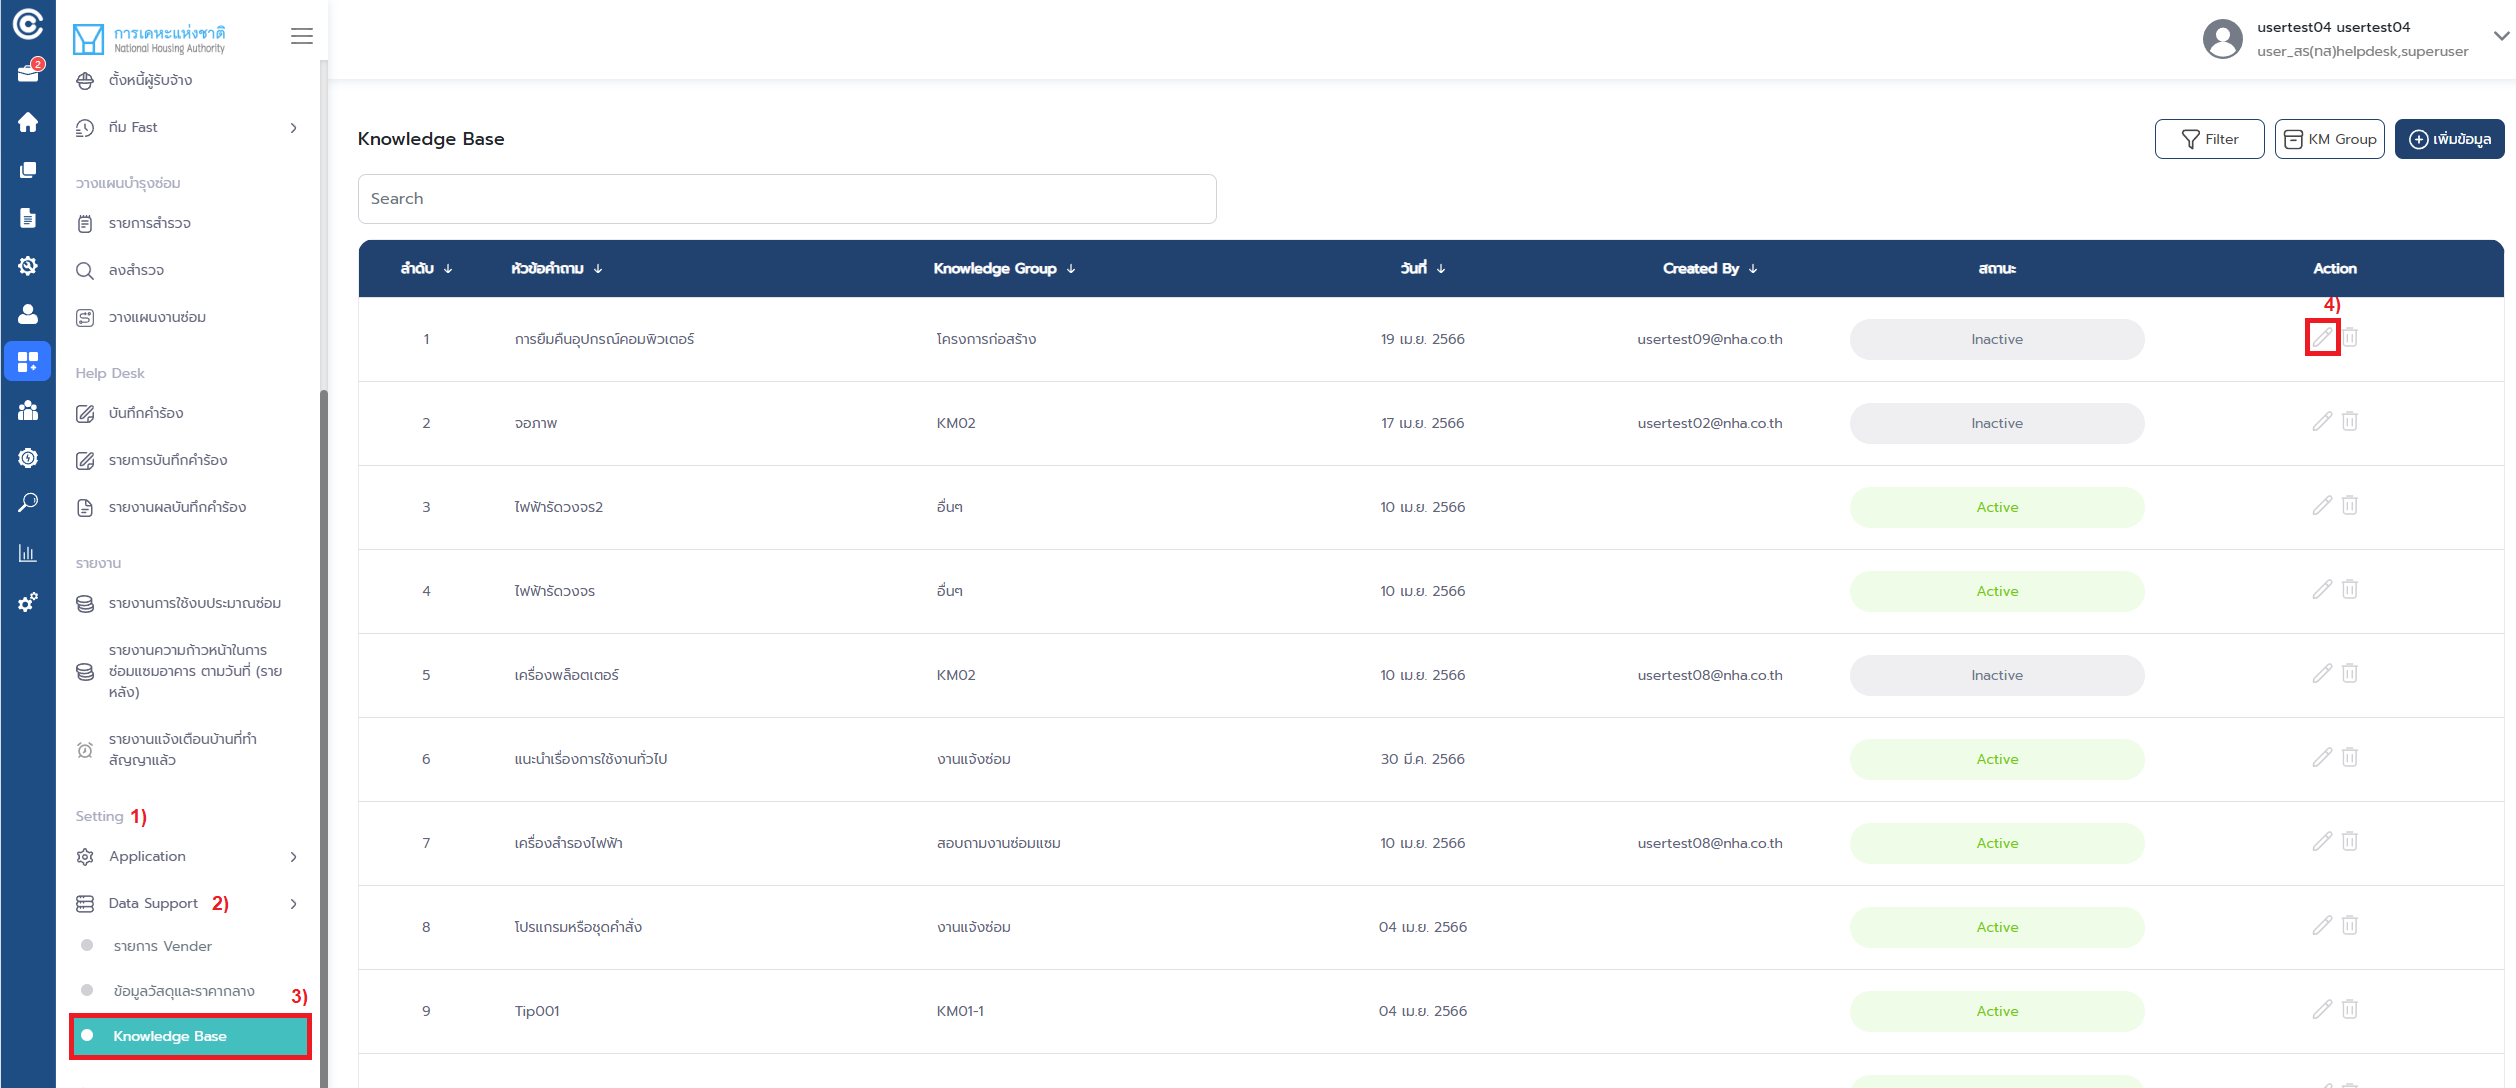 2
การเคหะแห่งชาติ
National Housing Authority
ตั้งหนี้ผู้รับจ้าง
ทีม Fast
วางแผนบำรุงซ่อม
รายการสำรวจ
ลงสำรวจ
วางแผนงานซ่อม
Help Desk
บันทึกคำร้อง
รายการบันทึกคำร้อง
รายงานผลบันทึกคำร้อง
รายงาน
รายงานการใช้งบประมาณซ่อม
รายงานความก้าวหน้าในการ
ซ่อมแซมอาคาร ตามวันที่ (ราย
หลัง)
รายงานแจ้งเตือนบ้านที่ทำ
สัญญาแล้ว
Setting 1)
Application
Data Support 2)
รายการ Vender
ข้อมูลวัสดุและราคากลาง
3)
Knowledge Base
usertest04 usertest04
user_สร(กส)helpdesk,superuser
Knowledge Base
Filter KM Group เพิ่มข้อมูล
Search
ลำดับ หัวข้อคำถาม Knowledge Group วันที่ Created By สถานะ Action
4)
1 การยืมคืนอุปกรณ์คอมพิวเตอร์ โครงการก่อสร้าง 19 เม.ย. 2566 usertest09@nha.co.th Inactive
2 จอภาพ KM02 17 เม.ย. 2566 usertest02@nha.co.th Inactive
3 ไฟฟ้ารัดวงจร2 อื่นๆ 10 เม.ย. 2566 Active
4 ไฟฟ้ารัดวงจร อื่นๆ 10 เม.ย. 2566 Active
5 เครื่องพล็อตเตอร์ KM02 10 เม.ย. 2566 usertest08@nha.co.th Inactive
6 แนะนำเรื่องการใช้งานทั่วไป งานแจ้งซ่อม 30 มี.ค. 2566 Active
7 เครื่องสำรองไฟฟ้า สอบถามงานซ่อมแซม 10 เม.ย. 2566 usertest08@nha.co.th Active
8 โปรแกรมหรือชุดคำสั่ง งานแจ้งซ่อม 04 เม.ย. 2566 Active
9 Tip001 KM01-1 04 เม.ย. 2566 Active